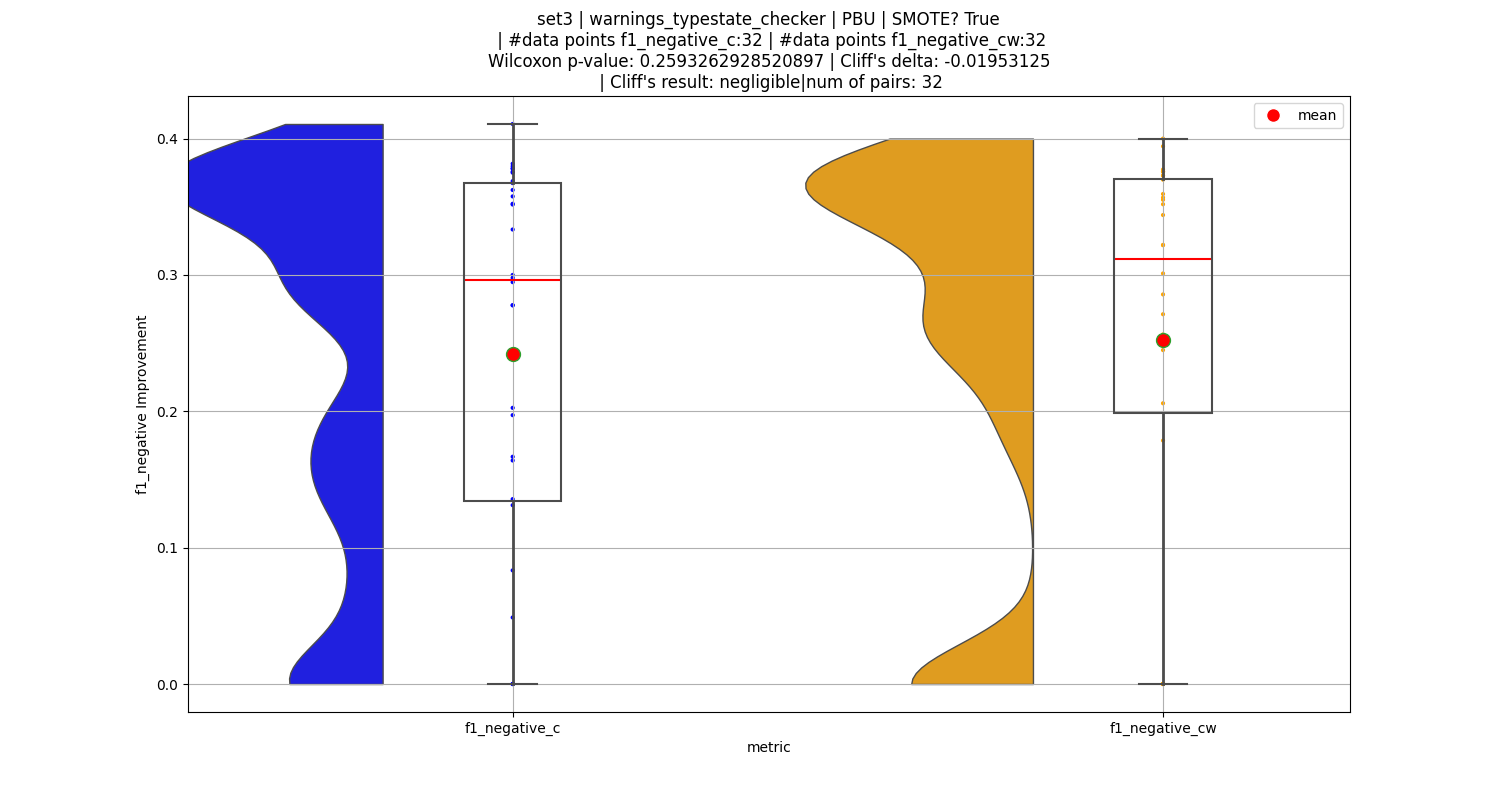 set3 | warnings_typestate_checker | PBU | SMOTE? True
| #data points f1_negative_c:32 | #data points f1_negative_cw:32
Wilcoxon p-value: 0.2593262928520897 | Cliff's delta: -0.01953125
| Cliff's result: negligible|num of pairs: 32
mean
0.4
0.3
0.2
0.1
0.0
f1_negative Improvement
f1_negative_c
f1_negative_cw
metric